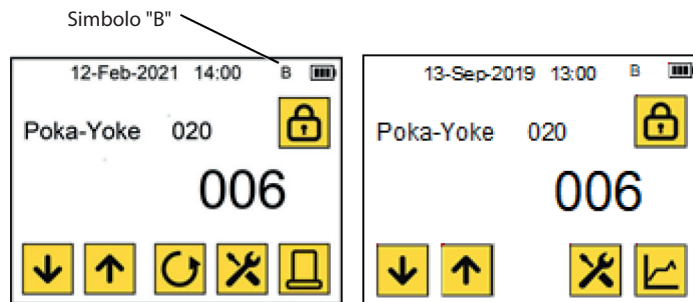 Simbolo "B"
12-Feb-2021 14:00 B
Poka-Yoke 020
006
13-Sep-2019 13:00 B
Poka-Yoke 020
006